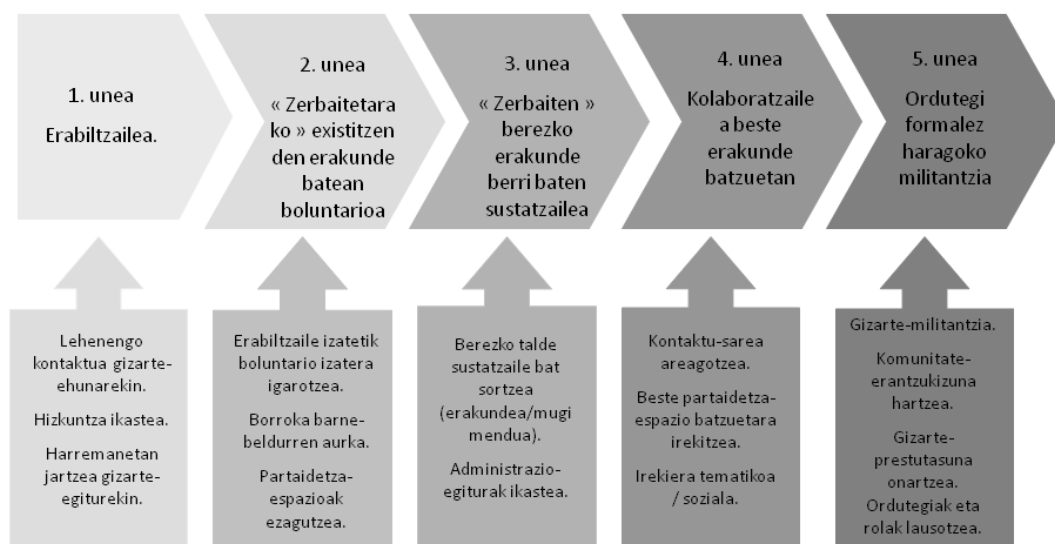 1. unea
Erabiltzailea.
2. unea
« Zerbaitetara
ko » existitzen
den erakunde
batean
boluntarioa
3. unea
« Zerbaiten »
berezko
erakunde
berri baten
sustatzailea
4. unea
Kolaboratzaile
a beste
erakunde
batzuetan
5. unea
Ordutegi
formalez
haragoko
militantzia
Lehenengo
kontaktua gizarte-
ehunarekin.
Hizkuntza ikastea.
Harremanetan
jartzea gizarte-
egiturekin.
Erabiltzaile izatetik
boluntario izatera
igarotzea.
Borroka barne-
beldurren aurka.
Partaidetza-
espazioak
ezagutzea.
Berezko talde
sustatzaile bat
sortzea
(erakundea/mugi
mendua).
Administrazio-
egiturak ikastea.
Kontaktu-sarea
areagotzea.
Beste partaidetza-
espazio batzuetara
irekitzea.
Irekiera tematikoa
/ soziala.
Gizarte-militantzia.
Komunitate-
erantzukizuna
hartzea.
Gizarte-
prestutasuna
onartzea.
Ordutegiak eta
rolak lausotzea.